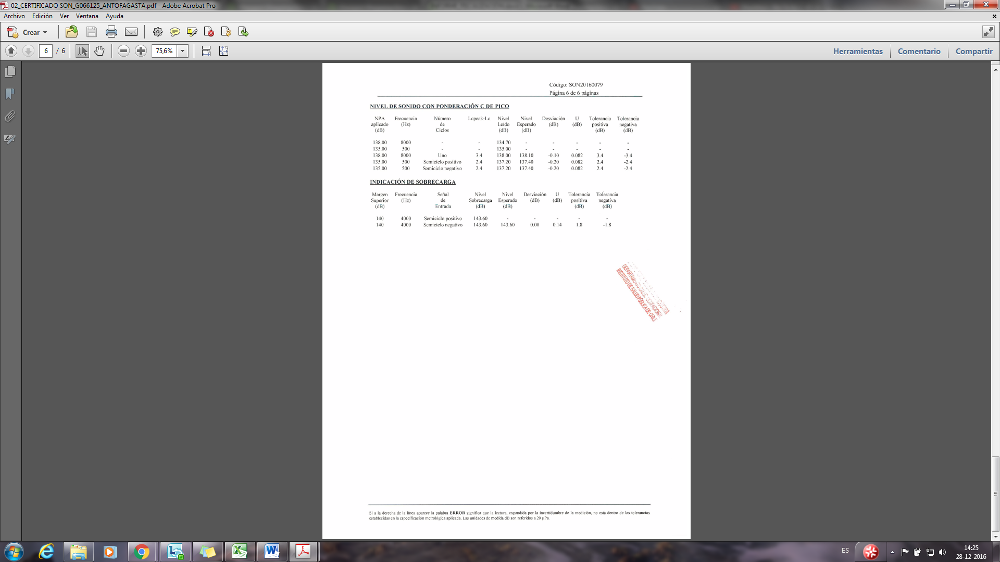 02_CERTIFICADO SON_G066125_ANTOFAGASTA.pdf - Adobe Acrobat Pro
Archivo Edición Ver Ventana Ayuda
Crear
6 / 6 75,6% Herramientas Comentario Compartir
Código: SON20160079
Página 6 de 6 páginas
NIVEL DE SONIDO CON PONDERACIÓN C DE PICO
NPA Frecuencia Número Lcpeak-Lc Nivel Nivel Desviación U Tolerancia Tolerancia
aplicado (Hz) de Leído Esperado (dB) (dB) positiva negativa
(dB) Ciclos (dB) (dB) (dB) (dB)
138.00 8000 - - 134.70 - - - - -
135.00 500 - - 135.00 - - - - -
138.00 8000 Uno 3.4 138.00 138.10 -0.10 0.082 3.4 -3.4
135.00 500 Semiciclo positivo 2.4 137.20 137.40 -0.20 0.082 2.4 -2.4
135.00 500 Semiciclo negativo 2.4 137.20 137.40 -0.20 0.082 2.4 -2.4
INDICACIÓN DE SOBRECARGA
Margen Frecuencia Señal Nivel Nivel Desviación U Tolerancia Tolerancia
Superior (Hz) de Sobrecarga Esperado (dB) (dB) positiva negativa
(dB) Entrada (dB) (dB) (dB) (dB)
140 4000 Semiciclo positivo 143.60 - - - - -
140 4000 Semiciclo negativo 143.60 143.60 0.00 0.14 1.8 -1.8
DEPARTAMENTO SALUD OCUPACIONAL
INSTITUTO DE SALUD PÚBLICA DE CHILE
Si a la derecha de la línea aparece la palabra ERROR significa que la lectura, expandida por la incertidumbre de la medición, no está dentro de las tolerancias
establecidas en la especificación metrológica aplicada. Las unidades de medida dB son referidos a 20 µPa.
ES
14:25
28-12-2016